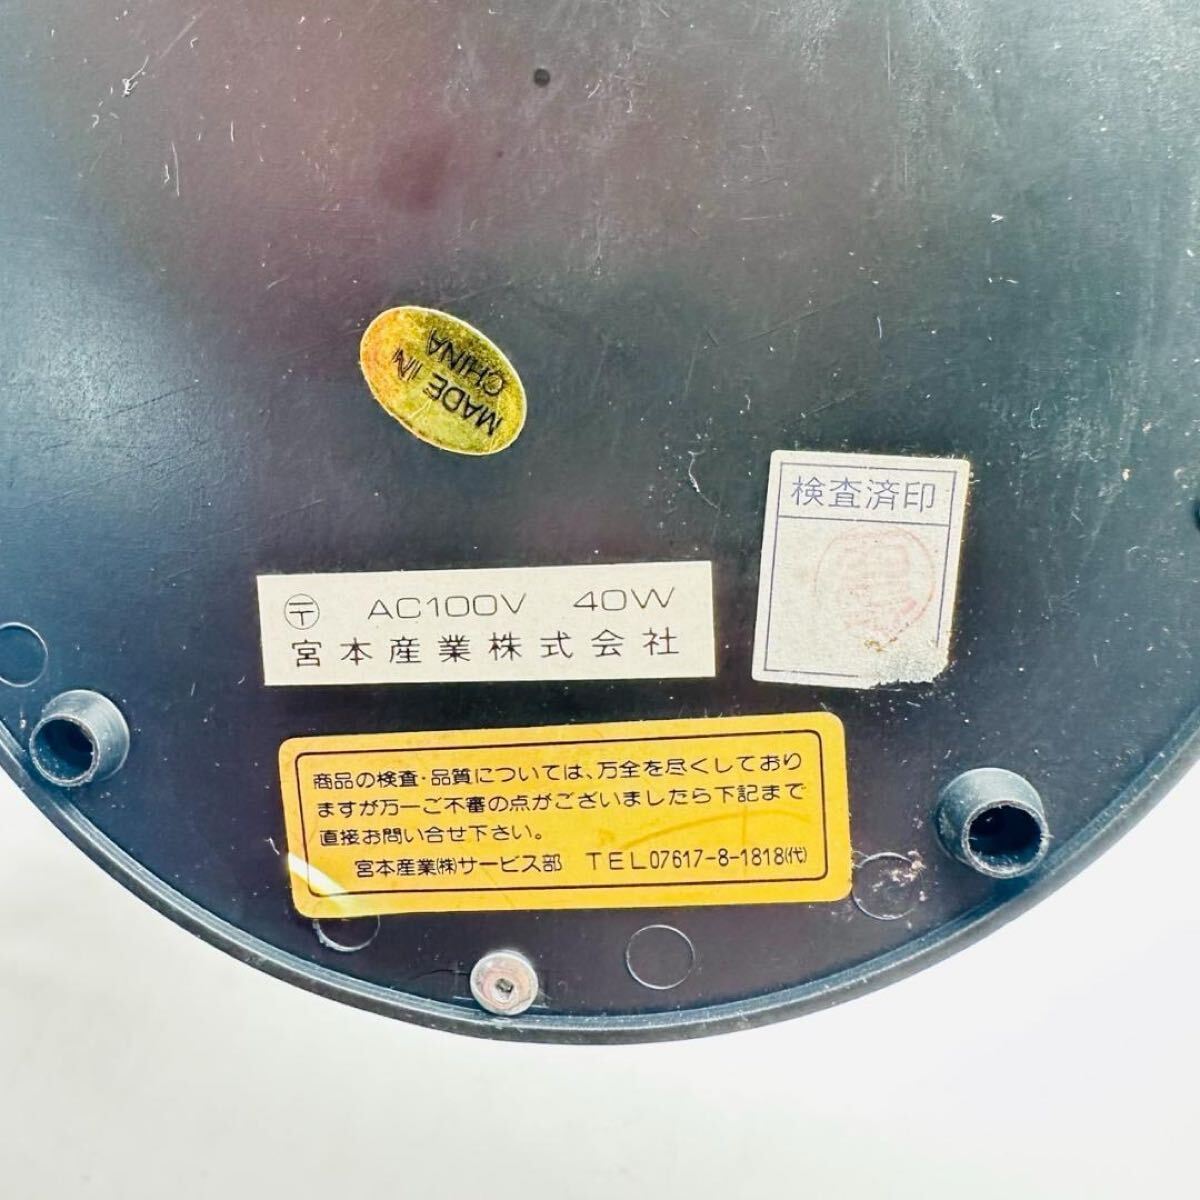 MADE IN
CHINA
検査済印
〶 AC100V 40W
宮本産業株式会社
商品の検査・品質については、万全を尽くしており
ますが万一ご不審の点がございましたら下記まで
直接お問い合せ下さい。
宮本産業㈱サービス部 TEL07617-8-1818㈹